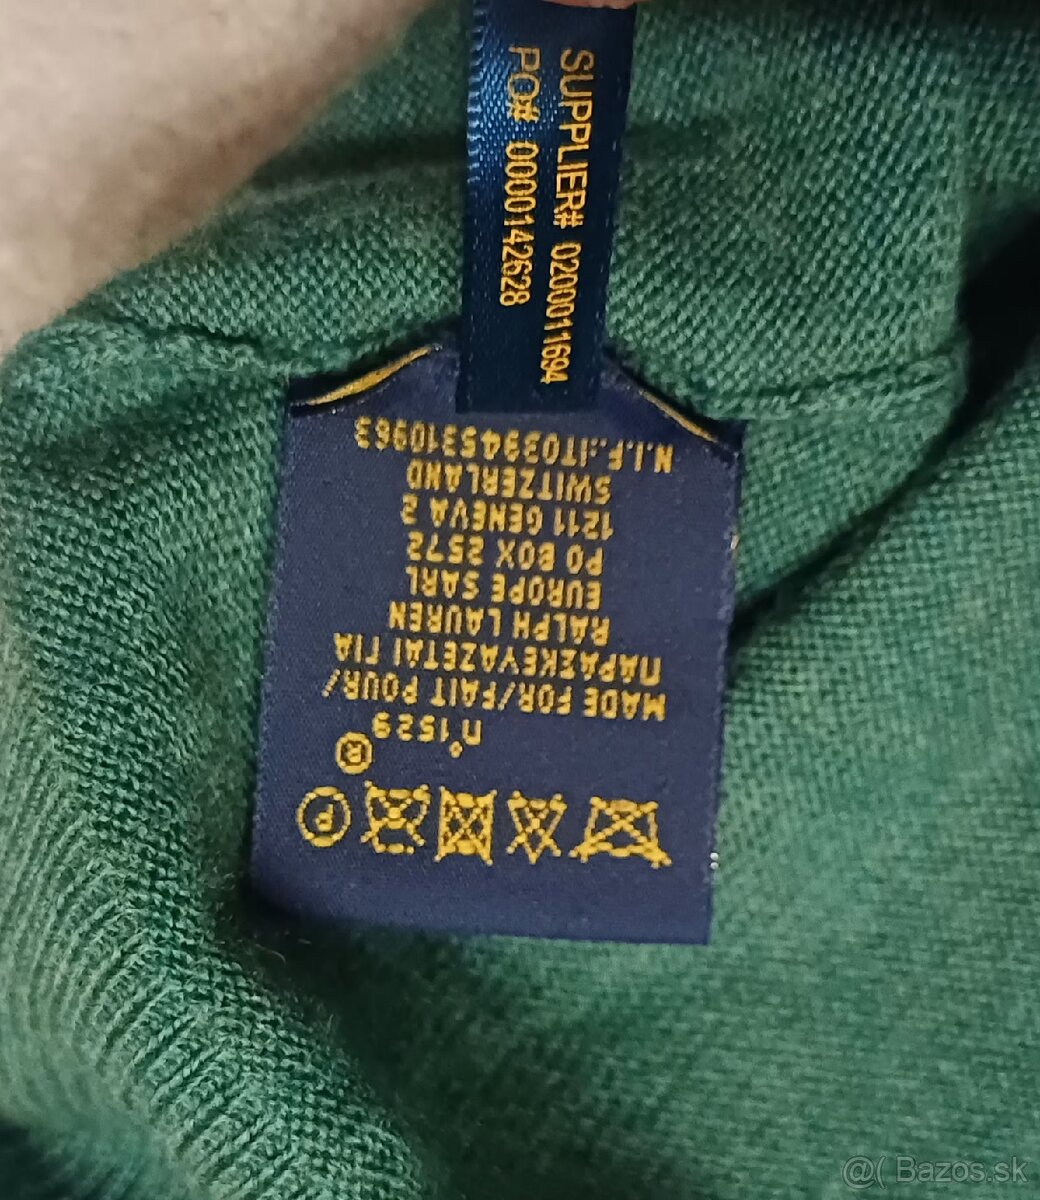 SUPPLIER# 0200011694
PO# 0000142628
P
R
n°1529
MADE FOR/FAIT POUR/
ΠΑΡΑΣΚΕΥΑΖΕΤΑΙ ΓΙΑ
RALPH LAUREN
EUROPE SARL
PO BOX 2572
1211 GENEVA 2
SWITZERLAND
N.I.F.:IT03945310963
@( Bazos.sk